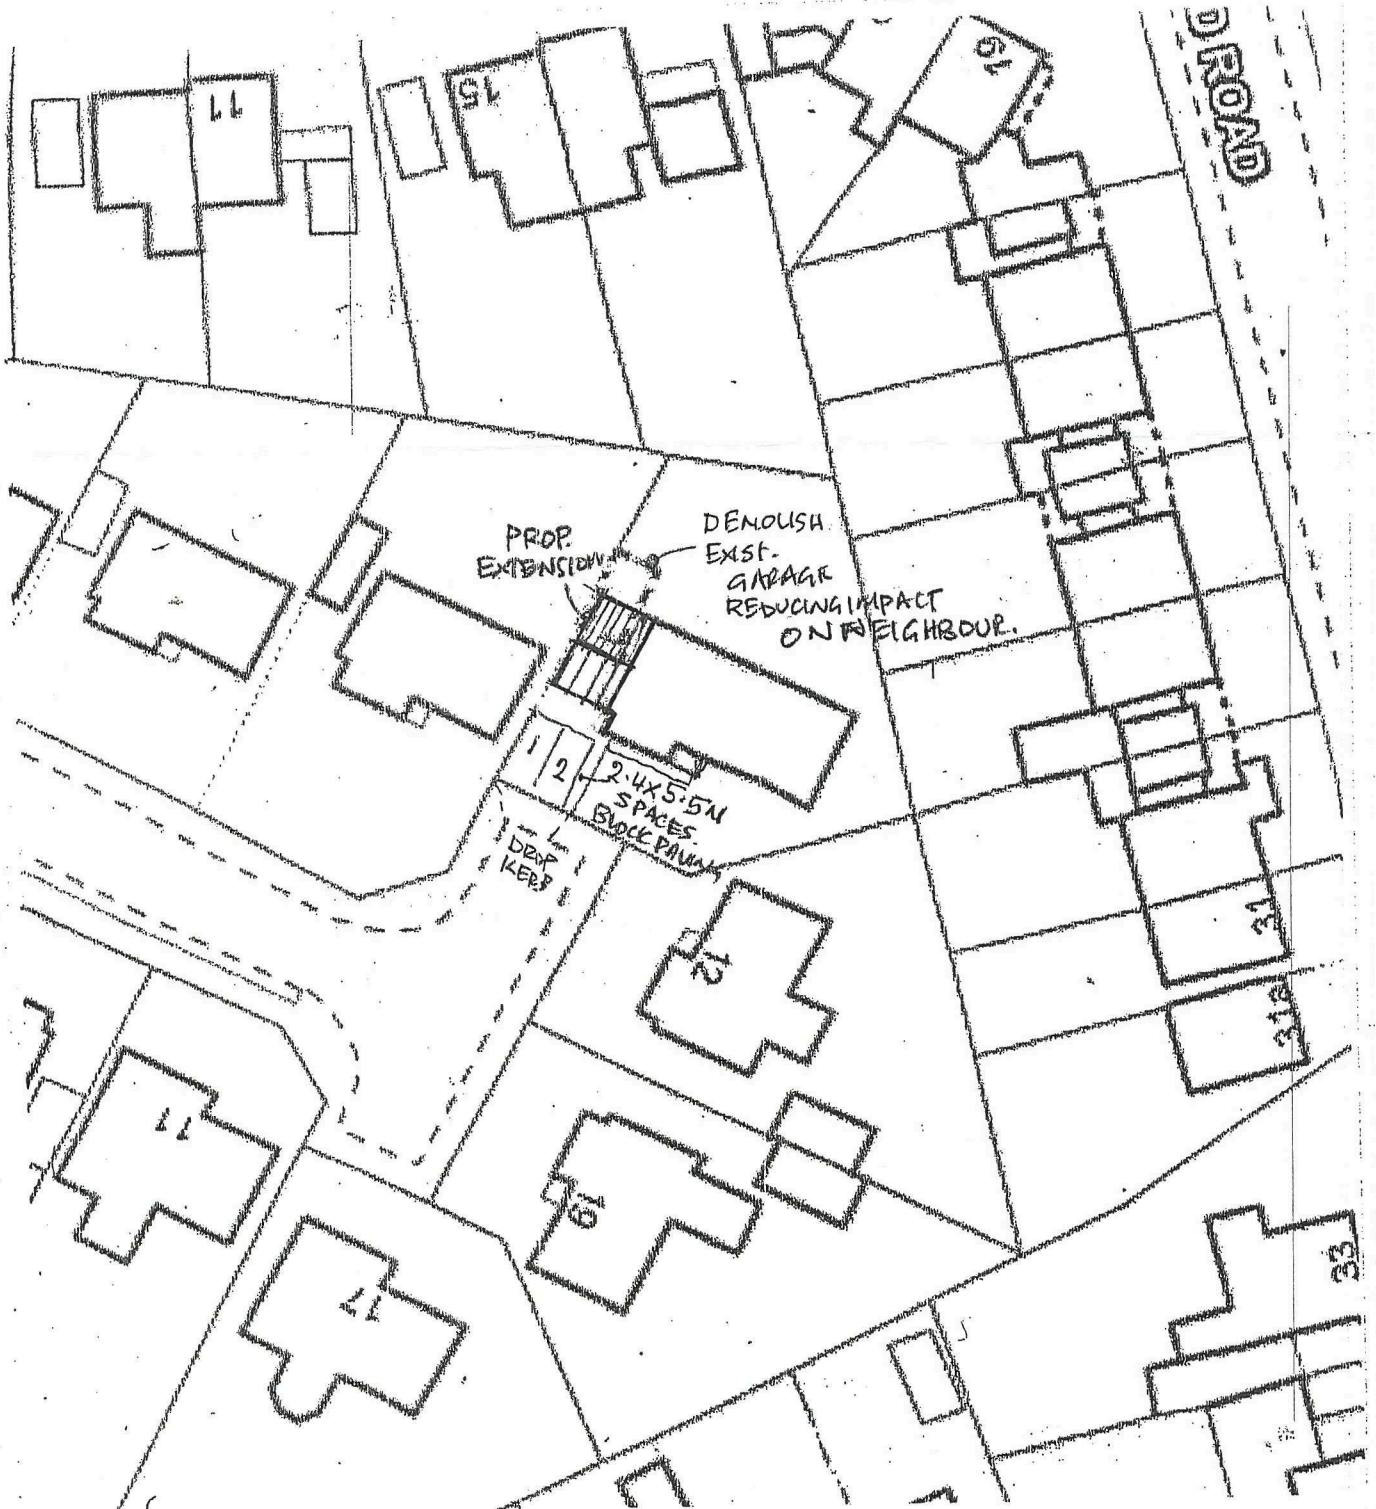 11
15
19
D ROAD
PROP.
EXTENSION
DEMOLISH
EXIST.
GARAGE
REDUCING IMPACT
ON NEIGHBOUR.
1
2
2.4X5.5M
SPACES.
BLOCK PAVING
DROP
KERB
12
31
31a
11
19
17
33